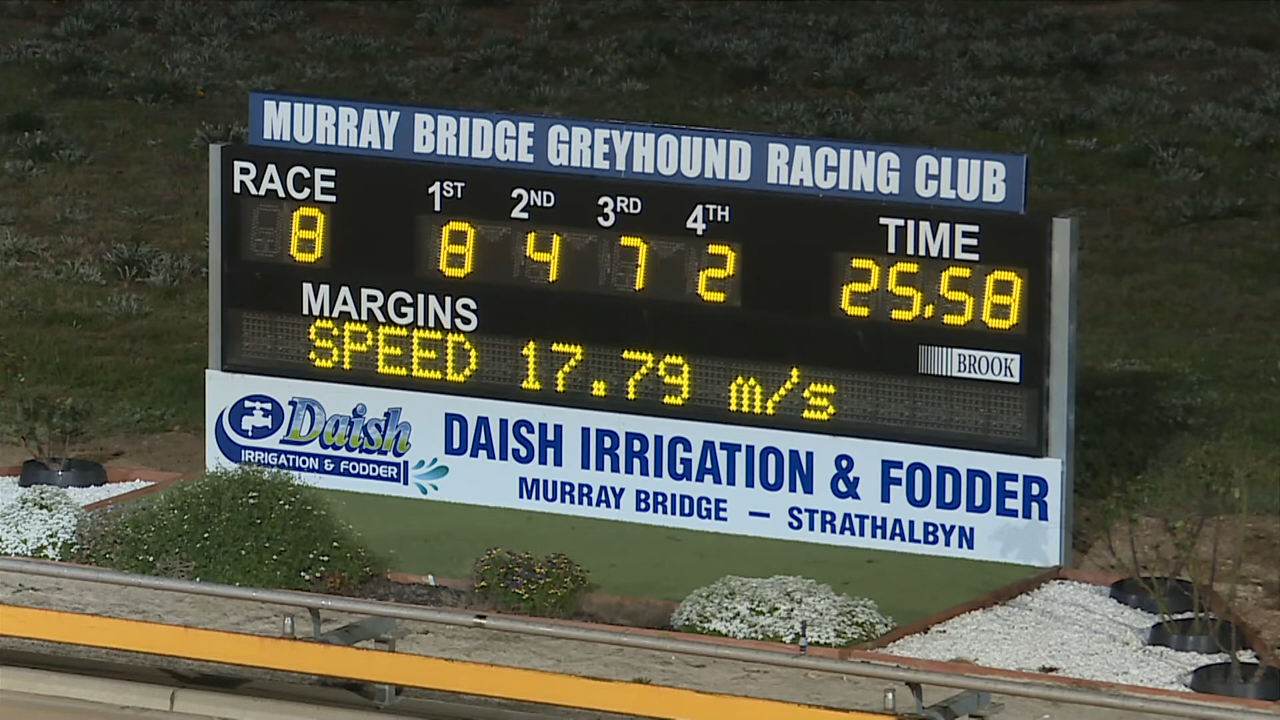 MURRAY BRIDGE GREYHOUND RACING CLUB
RACE 1ST 2ND 3RD 4TH TIME
8 8 4 7 2 25.58
MARGINS
SPEED 17.79 m/s
BROOK
Daish
IRRIGATION & FODDER
DAISH IRRIGATION & FODDER
MURRAY BRIDGE – STRATHALBYN